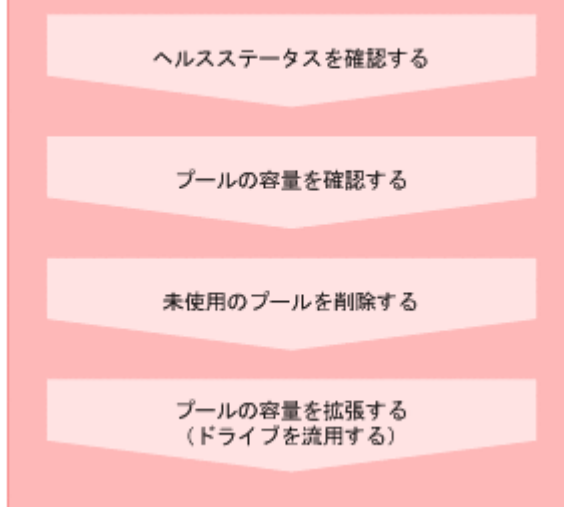 ヘルスステータスを確認する
プールの容量を確認する
未使用のプールを削除する
プールの容量を拡張する
（ドライブを流用する）